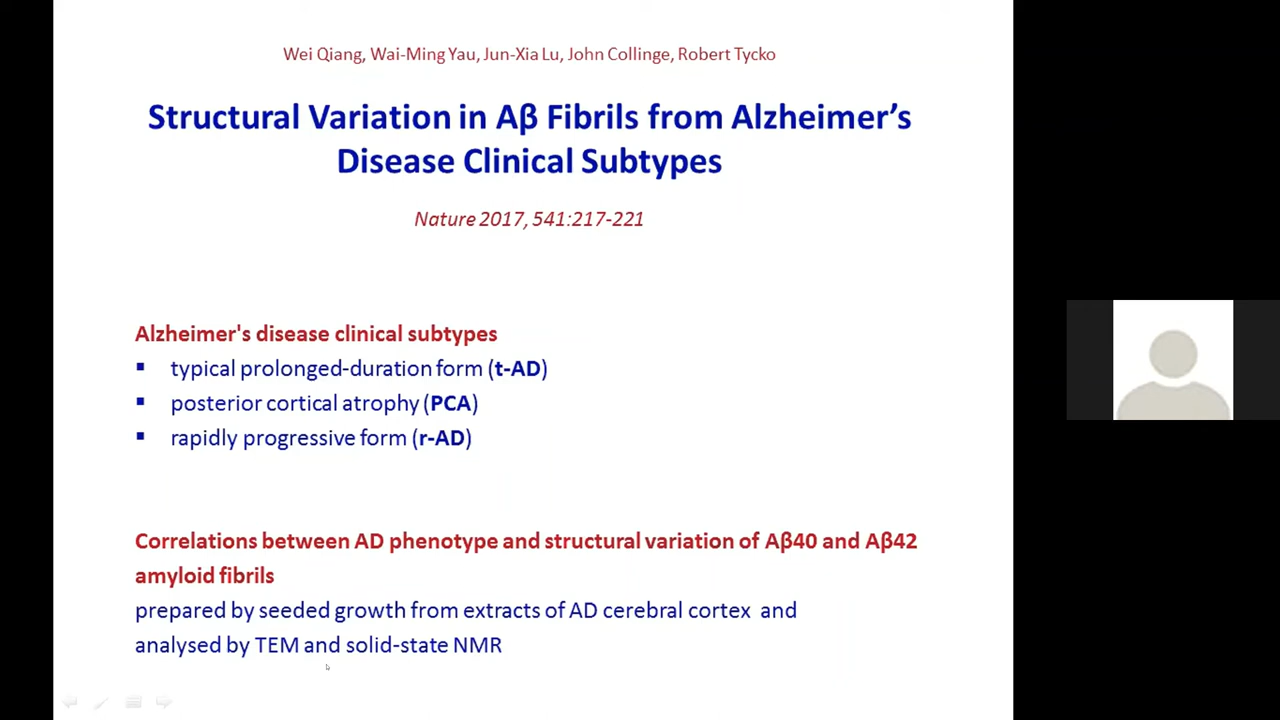 Wei Qiang, Wai-Ming Yau, Jun-Xia Lu, John Collinge, Robert Tycko
Structural Variation in Aβ Fibrils from Alzheimer’s
Disease Clinical Subtypes
Nature 2017, 541:217-221
Alzheimer's disease clinical subtypes
▪ typical prolonged-duration form (t-AD)
▪ posterior cortical atrophy (PCA)
▪ rapidly progressive form (r-AD)
Correlations between AD phenotype and structural variation of Aβ40 and Aβ42
amyloid fibrils
prepared by seeded growth from extracts of AD cerebral cortex and
analysed by TEM and solid-state NMR